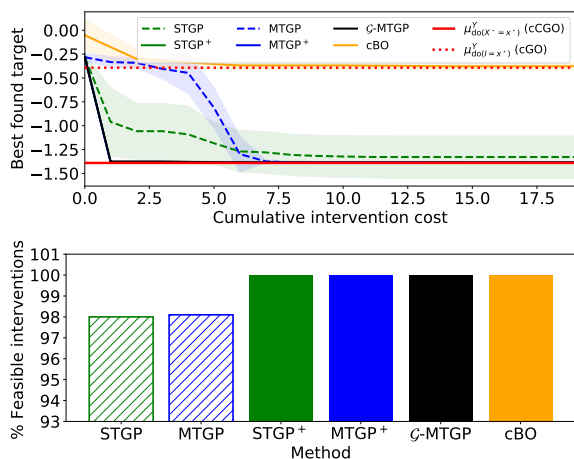 STGP MTGP 𝒢-MTGP μ^Y_do(X*=x*) (cCGO)
STGP+ MTGP+ cBO μ^Y_do(I=x*) (cGO)
0.00
−0.25
−0.50
−0.75
−1.00
−1.25
−1.50
Best found target
0.0 2.5 5.0 7.5 10.0 12.5 15.0 17.5
Cumulative intervention cost
101
100
99
98
97
96
95
94
93
% Feasible interventions
STGP MTGP STGP+ MTGP+ 𝒢-MTGP cBO
Method